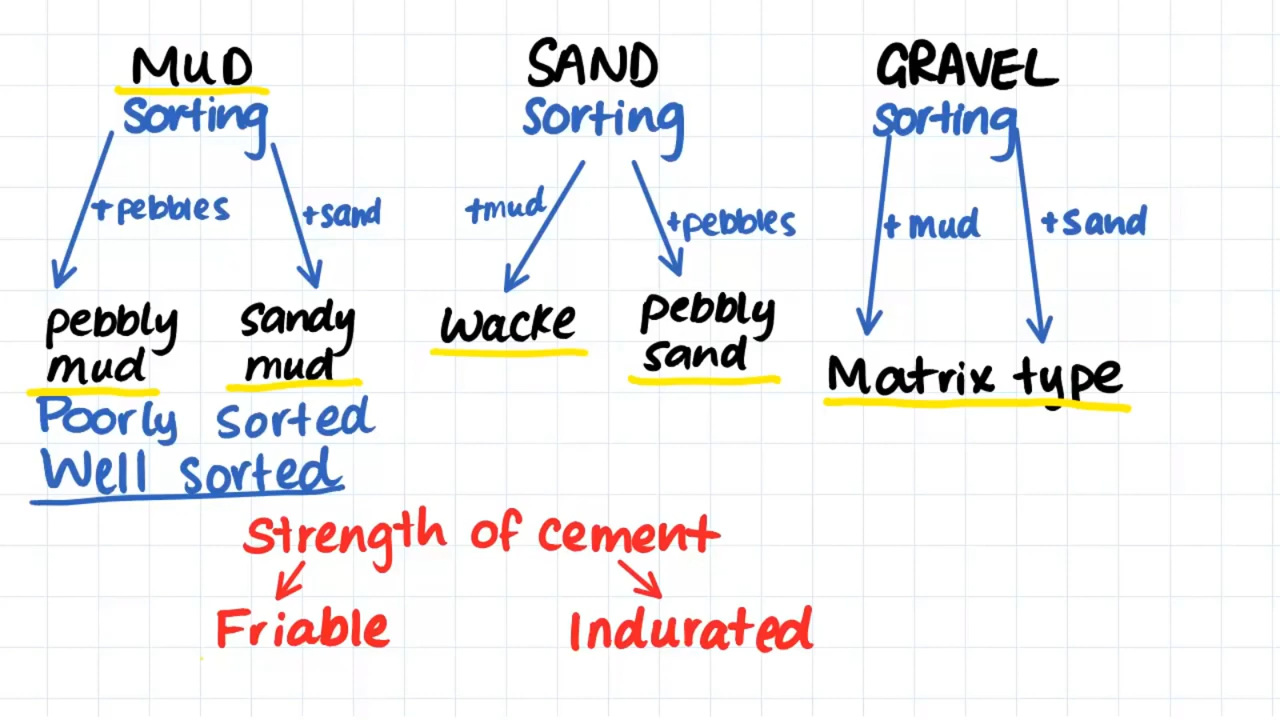 MUD
Sorting
+pebbles
+sand
pebbly
mud
sandy
mud
Poorly sorted
Well sorted
SAND
Sorting
+mud
+pebbles
Wacke
pebbly
sand
GRAVEL
sorting
+ mud
+sand
Matrix type
Strength of cement
Friable
Indurated